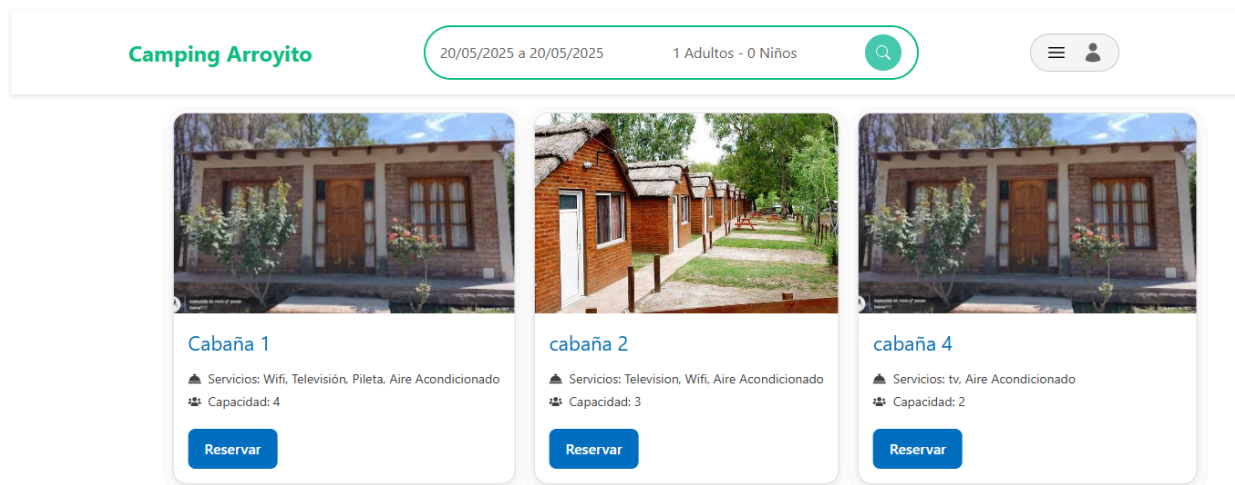 Camping Arroyito
20/05/2025 a 20/05/2025
1 Adultos - 0 Niños
Cabaña 1
Servicios: Wifi, Televisión, Pileta, Aire Acondicionado
Capacidad: 4
Reservar
cabaña 2
Servicios: Television, Wifi, Aire Acondicionado
Capacidad: 3
Reservar
cabaña 4
Servicios: tv, Aire Acondicionado
Capacidad: 2
Reservar